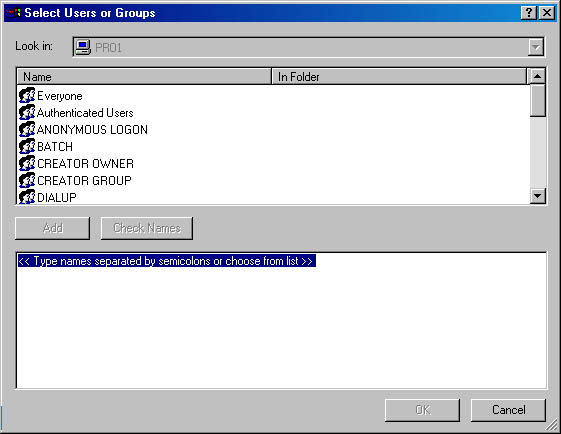 Select Users or Groups
Look in: PRO1
Name In Folder
Everyone
Authenticated Users
ANONYMOUS LOGON
BATCH
CREATOR OWNER
CREATOR GROUP
DIALUP
Add Check Names
<< Type names separated by semicolons or choose from list >>
OK Cancel